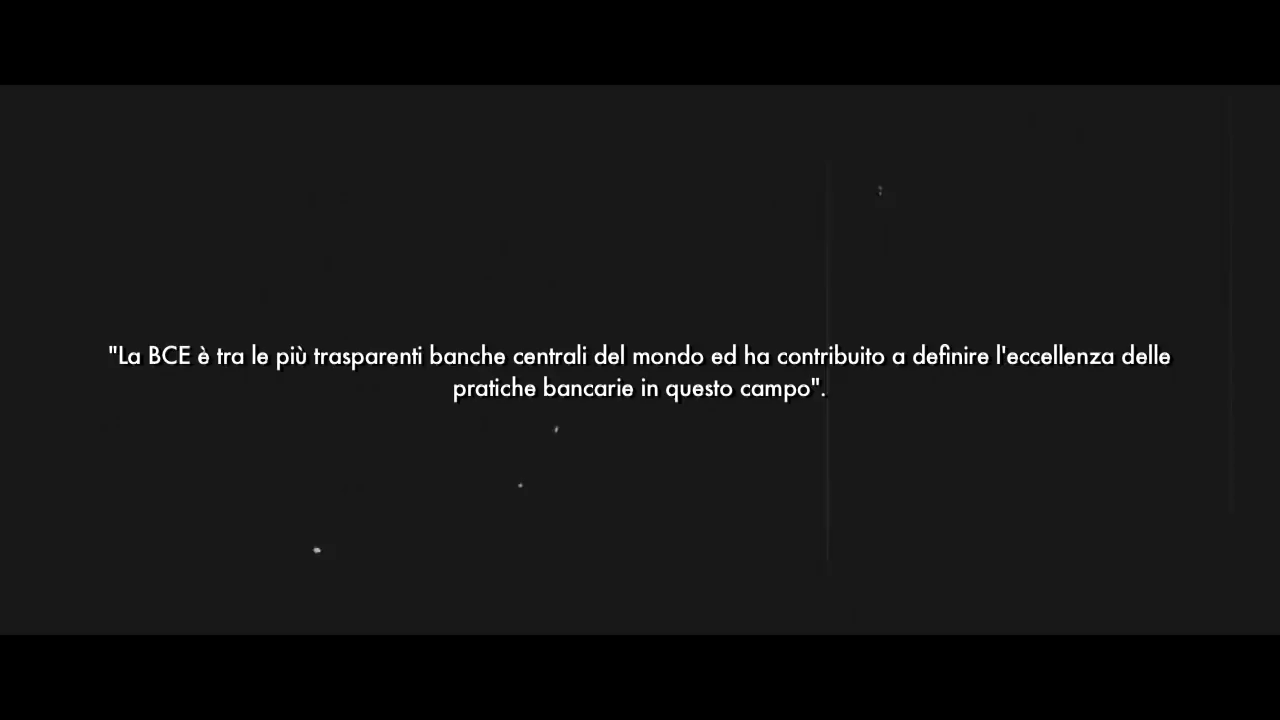 "La BCE è tra le più trasparenti banche centrali del mondo ed ha contribuito a definire l'eccellenza delle
pratiche bancarie in questo campo".